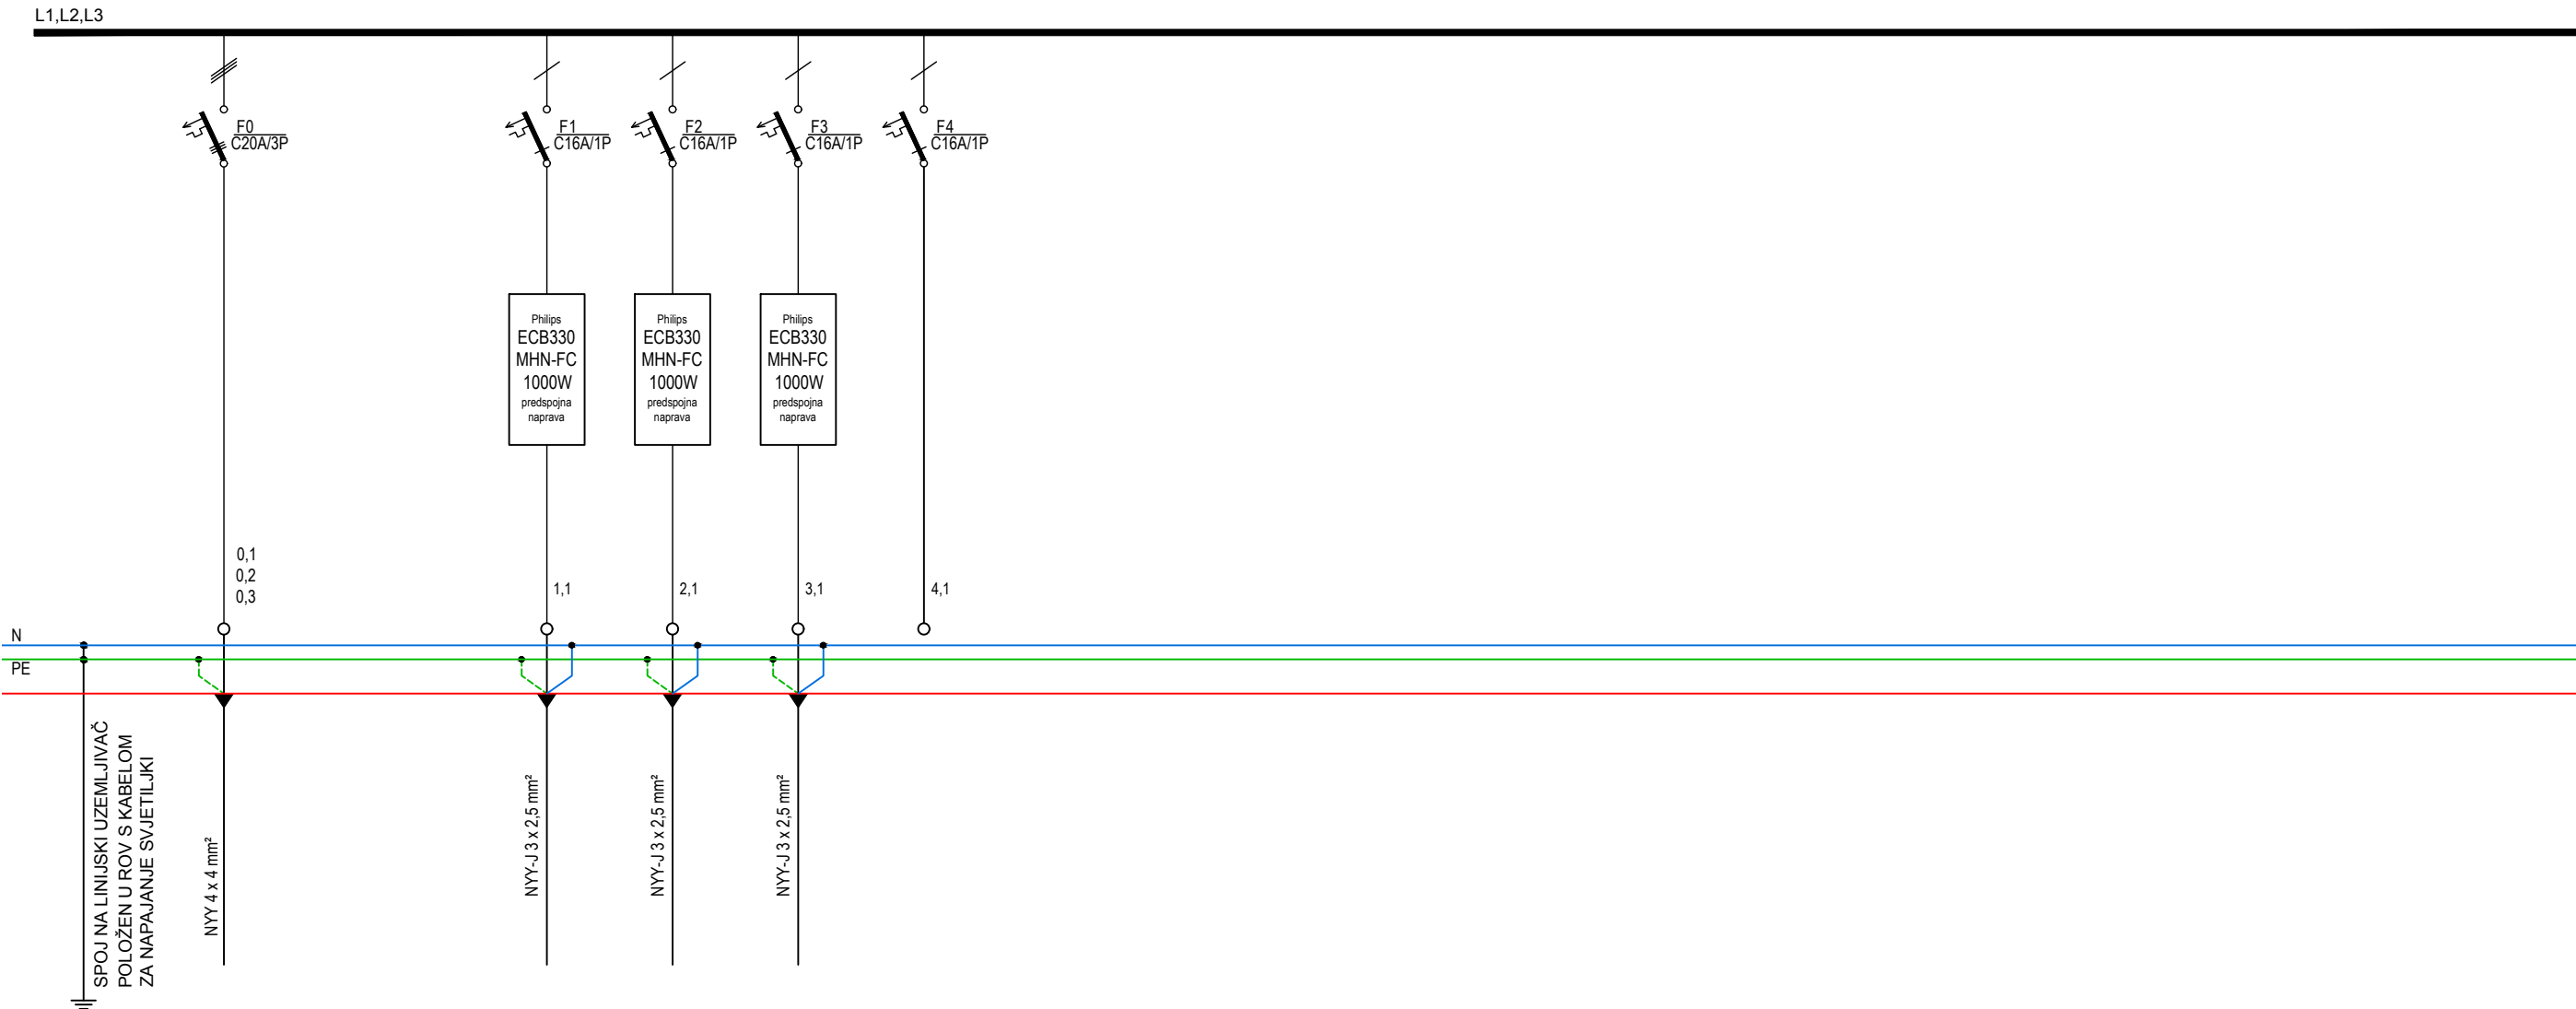 L1,L2,L3
F0
C20A/3P
F1
C16A/1P
F2
C16A/1P
F3
C16A/1P
F4
C16A/1P
Philips
ECB330
MHN-FC
1000W
predspojna
naprava
Philips
ECB330
MHN-FC
1000W
predspojna
naprava
Philips
ECB330
MHN-FC
1000W
predspojna
naprava
0,1
0,2
0,3
1,1
2,1
3,1
4,1
N
PE
SPOJ NA LINIJSKI UZEMLJIVAČ
POLOŽEN U ROV S KABELOM
ZA NAPAJANJE SVJETILJKI
NYY 4 x 4 mm²
NYY-J 3 x 2,5 mm²
NYY-J 3 x 2,5 mm²
NYY-J 3 x 2,5 mm²